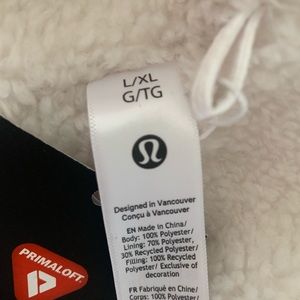 L/XL
G/TG
Designed in Vancouver
Conçu à Vancouver
EN Made in China/
Body: 100% Polyester/
Lining: 70% Polyester,
30% Recycled Polyester/
Filling: 100% Recycled
Polyester/ Exclusive of
decoration
FR Fabriqué en Chine/
Corps: 100% Polyester/
PRIMALOFT